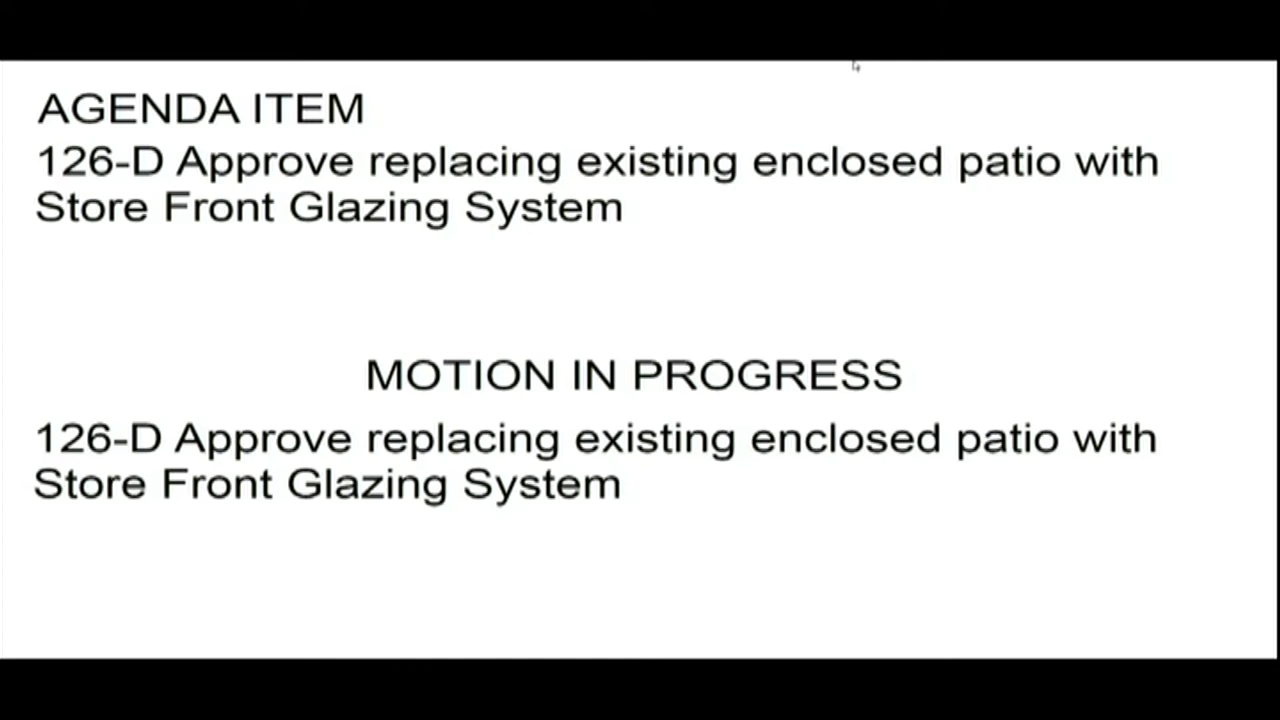 AGENDA ITEM
126-D Approve replacing existing enclosed patio with
Store Front Glazing System
MOTION IN PROGRESS
126-D Approve replacing existing enclosed patio with
Store Front Glazing System